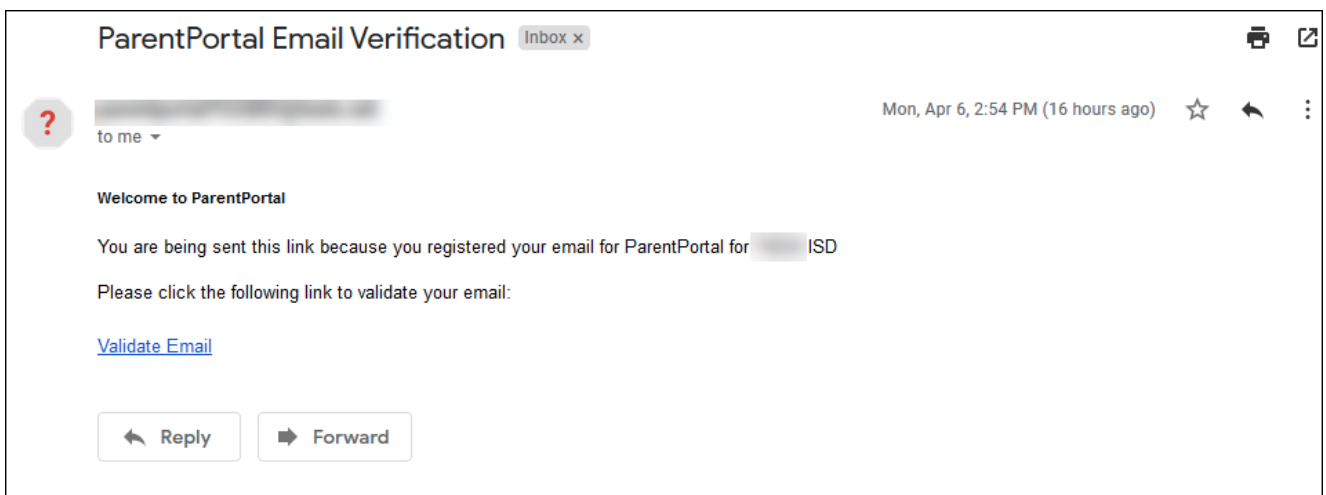 ParentPortal Email Verification Inbox x
?
Mon, Apr 6, 2:54 PM (16 hours ago)
to me
Welcome to ParentPortal
You are being sent this link because you registered your email for ParentPortal for ISD
Please click the following link to validate your email:
Validate Email
Reply Forward